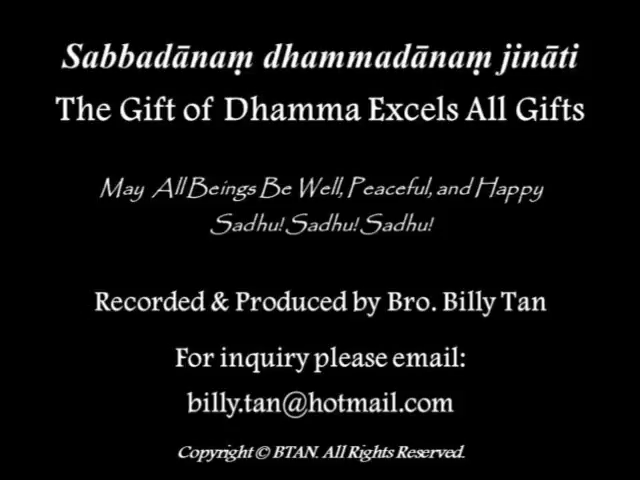 Sabbadānaṃ dhammadānaṃ jināti
The Gift of Dhamma Excels All Gifts
May All Beings Be Well, Peaceful, and Happy
Sadhu! Sadhu! Sadhu!
Recorded & Produced by Bro. Billy Tan
For inquiry please email:
billy.tan@hotmail.com
Copyright © BTAN. All Rights Reserved.